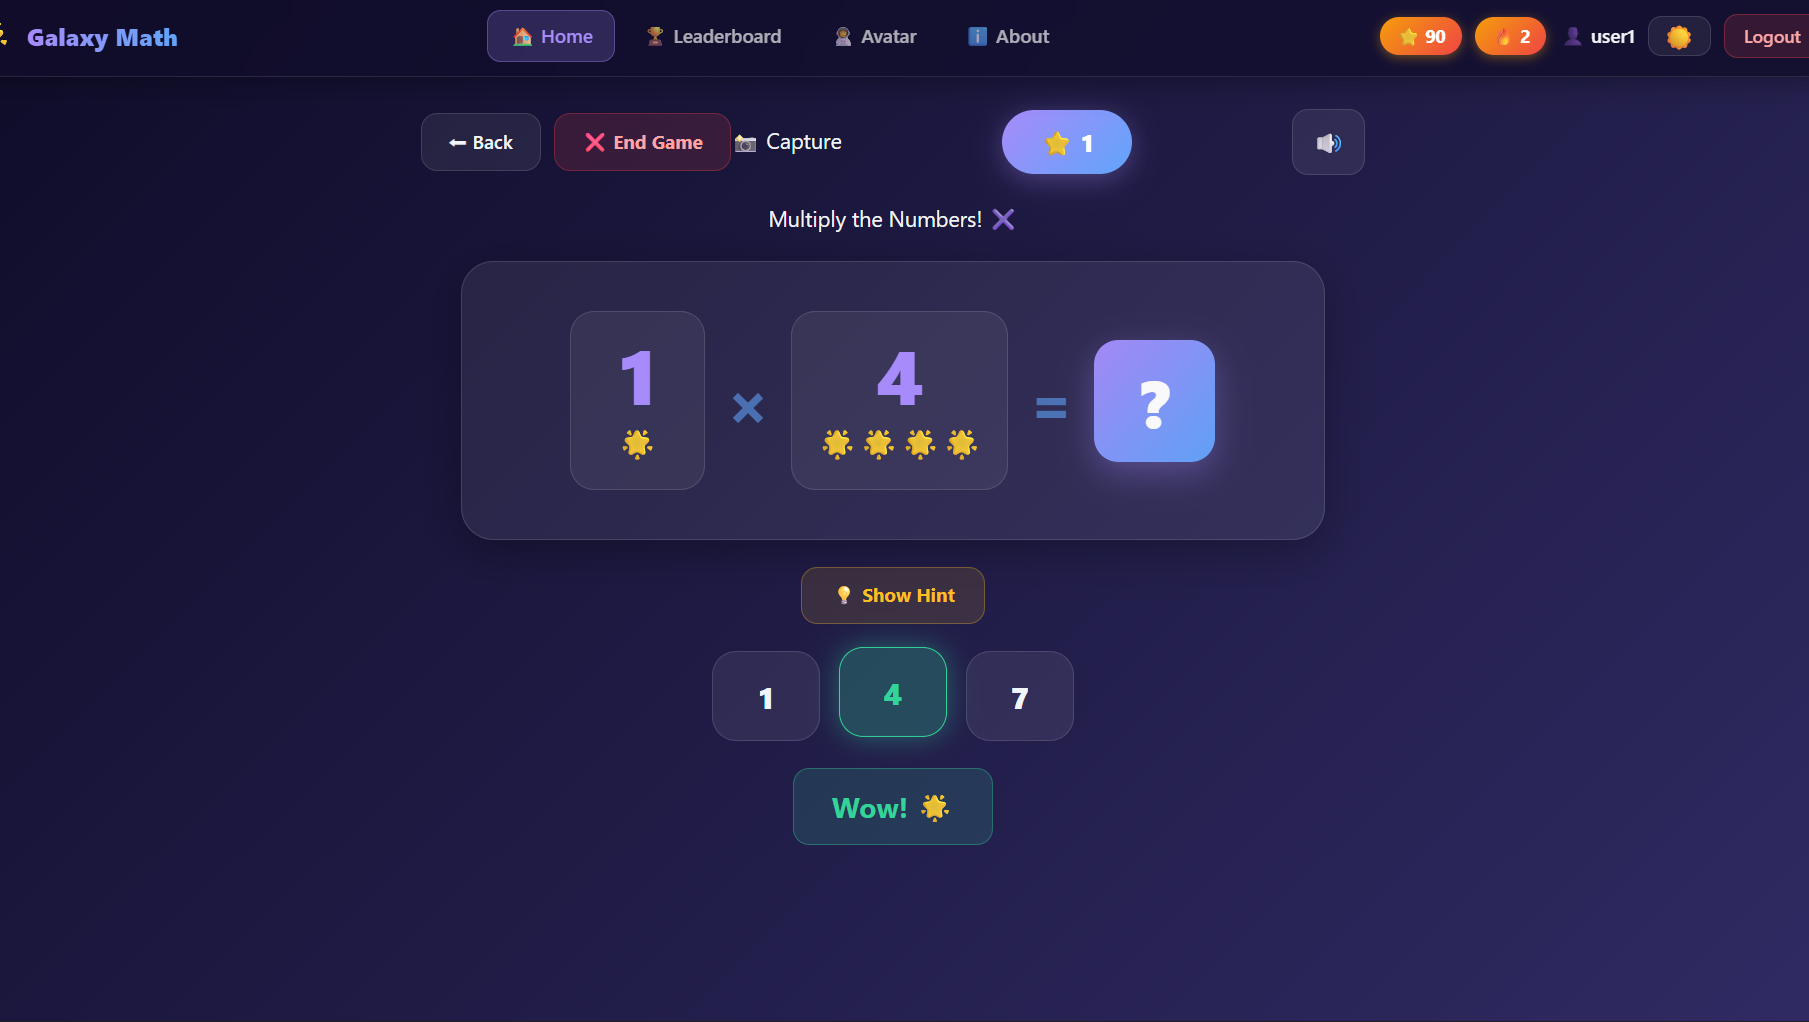 Galaxy Math
Home
Leaderboard
Avatar
About
90
2
user1
Logout
← Back
End Game
Capture
1
Multiply the Numbers!
1 × 4 = ?
Show Hint
1 4 7
Wow!